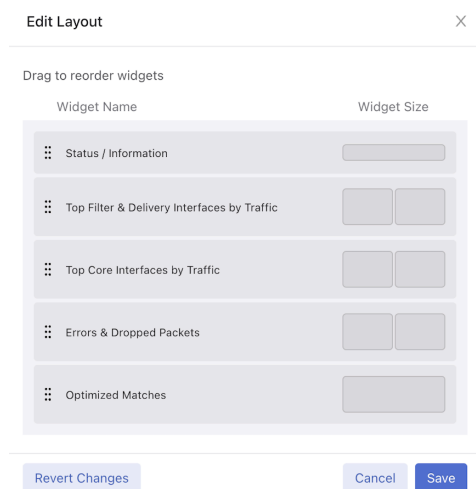 Edit Layout
Drag to reorder widgets
Widget Name Widget Size
Status / Information
Top Filter & Delivery Interfaces by Traffic
Top Core Interfaces by Traffic
Errors & Dropped Packets
Optimized Matches
Revert Changes Cancel Save